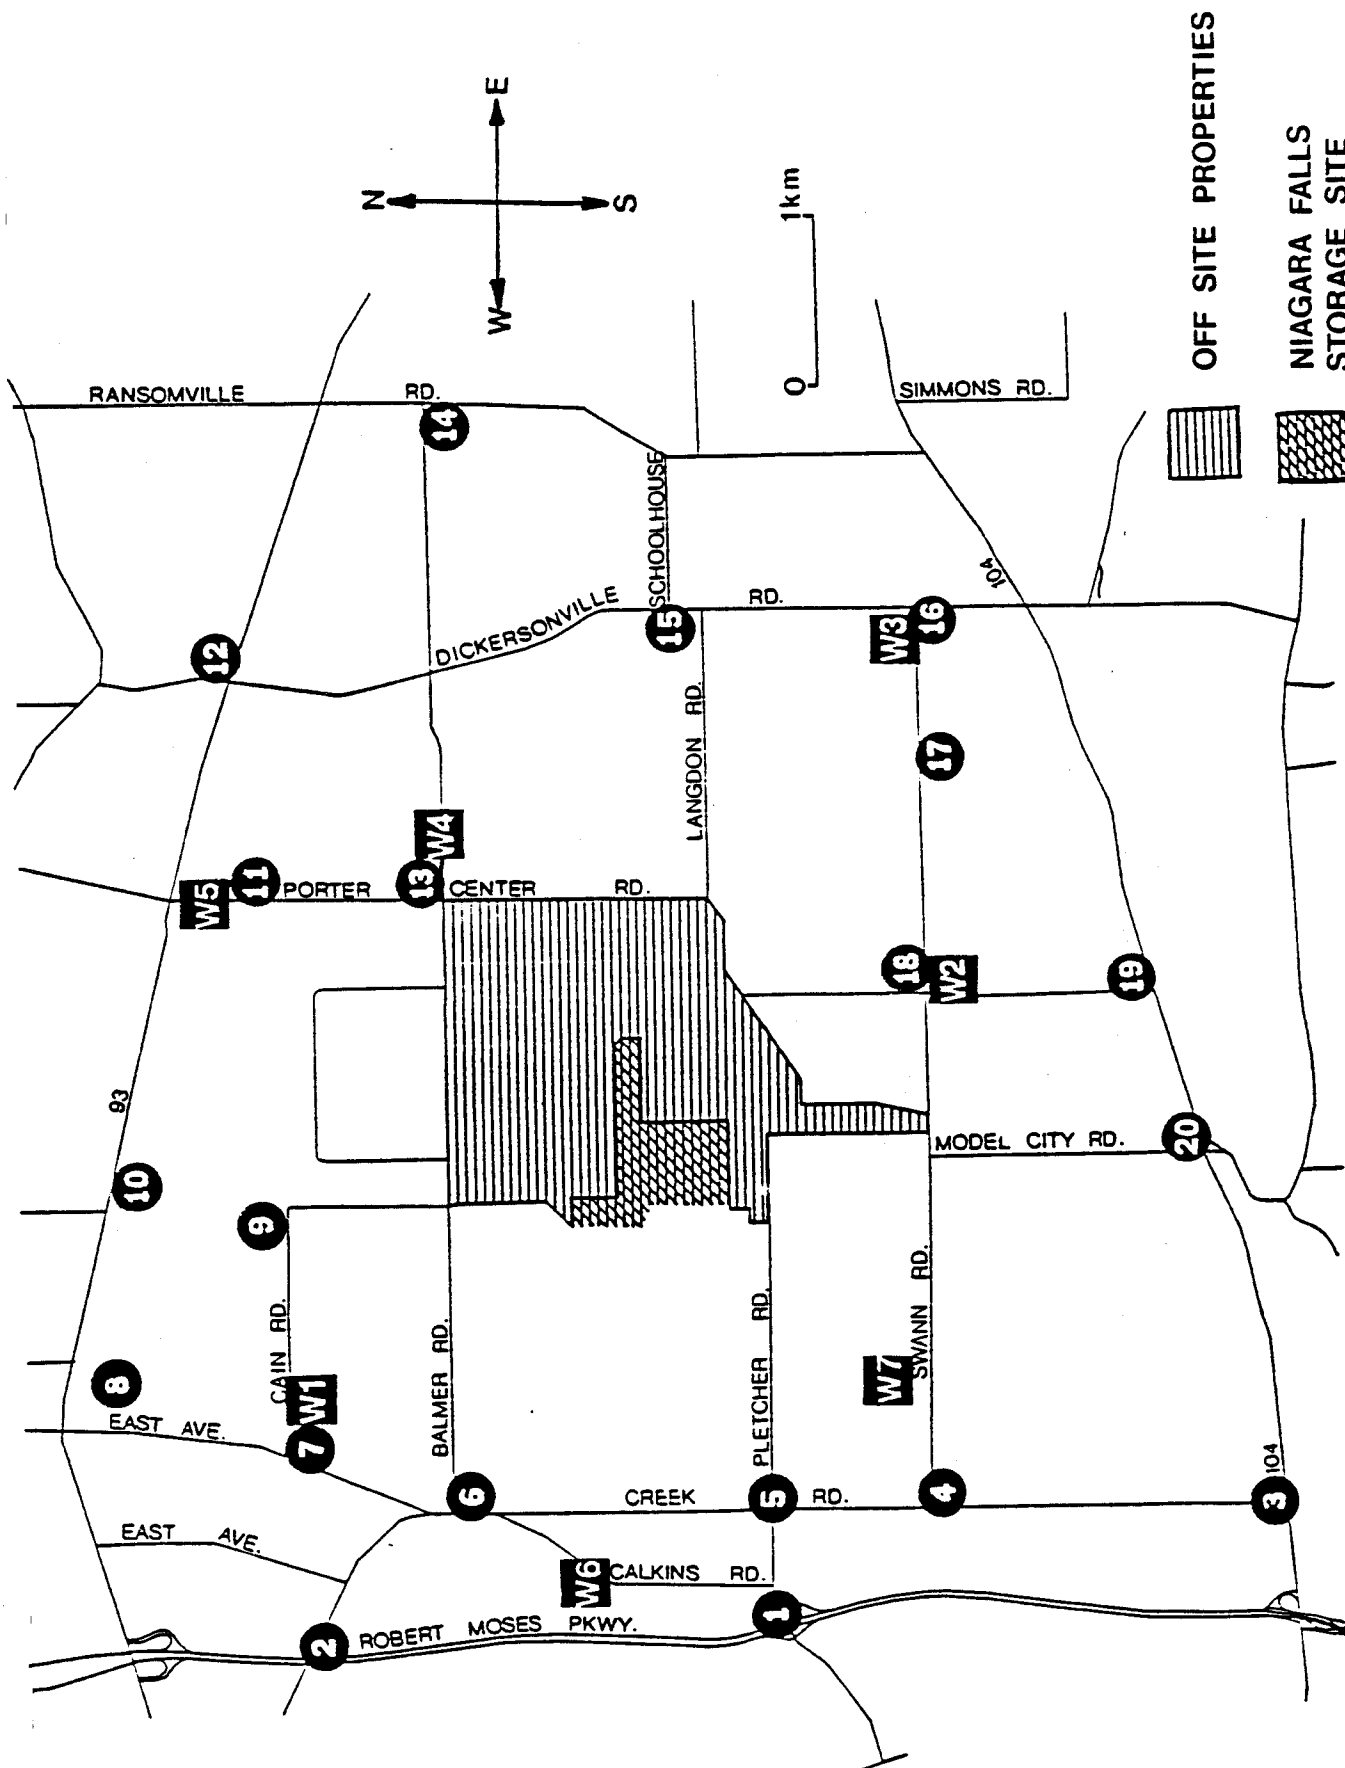 N
W
E
S
0 1km
OFF SITE PROPERTIES
NIAGARA FALLS
STORAGE SITE
RANSOMVILLE RD.
SIMMONS RD.
SCHOOLHOUSE
DICKERSONVILLE RD.
LANGDON RD.
PORTER CENTER RD.
MODEL CITY RD.
CAIN RD.
BALMER RD.
PLETCHER RD.
SWANN RD.
EAST AVE.
EAST AVE.
CREEK RD.
CALKINS RD.
ROBERT MOSES PKWY.
93
104
104
1
2
3
4
5
6
7
8
9
10
11
12
13
14
15
16
17
18
19
20
W1
W2
W3
W4
W5
W6
W7